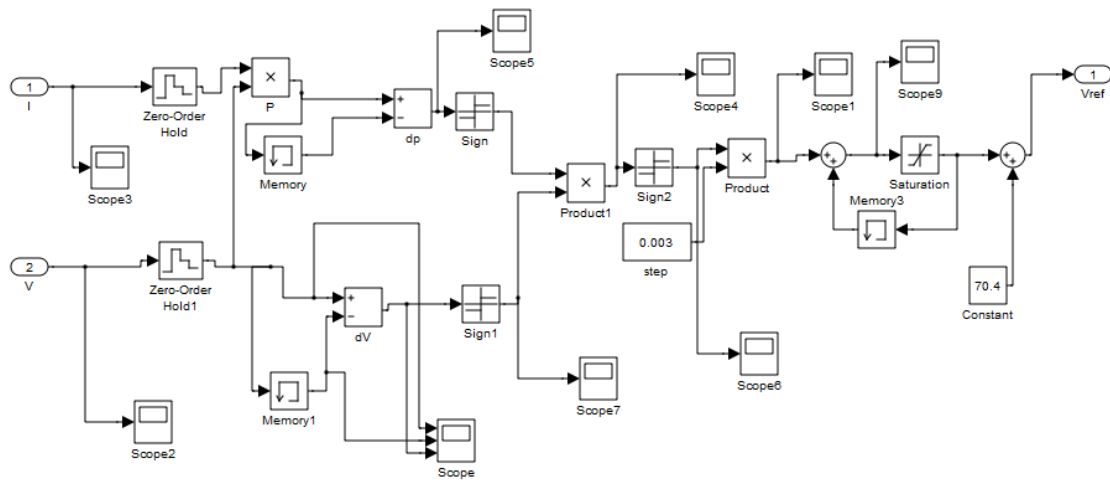 1
I
Scope3
Zero-Order
Hold
×
P
Memory
+
−
dp
Scope5
Sign
×
Product1
Scope4
Sign2
×
Product
Scope1
0.003
step
+
+
Scope9
Saturation
Memory3
+
+
1
Vref
70.4
Constant
2
V
Scope2
Zero-Order
Hold1
Memory1
+
−
dV
Sign1
Scope
Scope7
Scope6